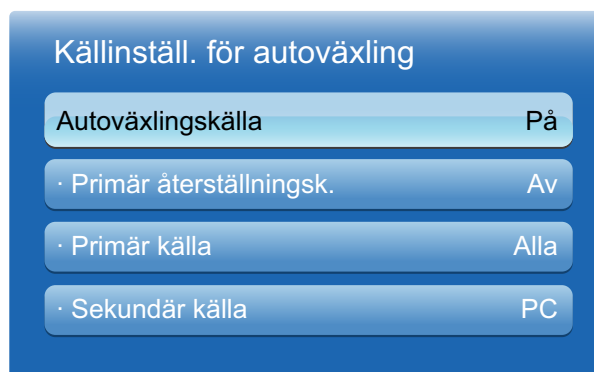 Källinställ. för autoväxling
Autoväxlingskälla På
· Primär återställningsk. Av
· Primär källa Alla
· Sekundär källa PC